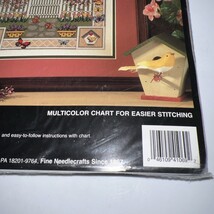 MULTICOLOR CHART FOR EASIER STITCHING
and easy-to-follow instructions with chart.
PA 18201-9764. Fine Needlecrafts Since